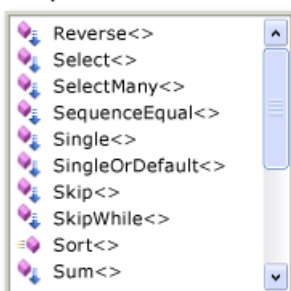 Reverse<>
Select<>
SelectMany<>
SequenceEqual<>
Single<>
SingleOrDefault<>
Skip<>
SkipWhile<>
Sort<>
Sum<>